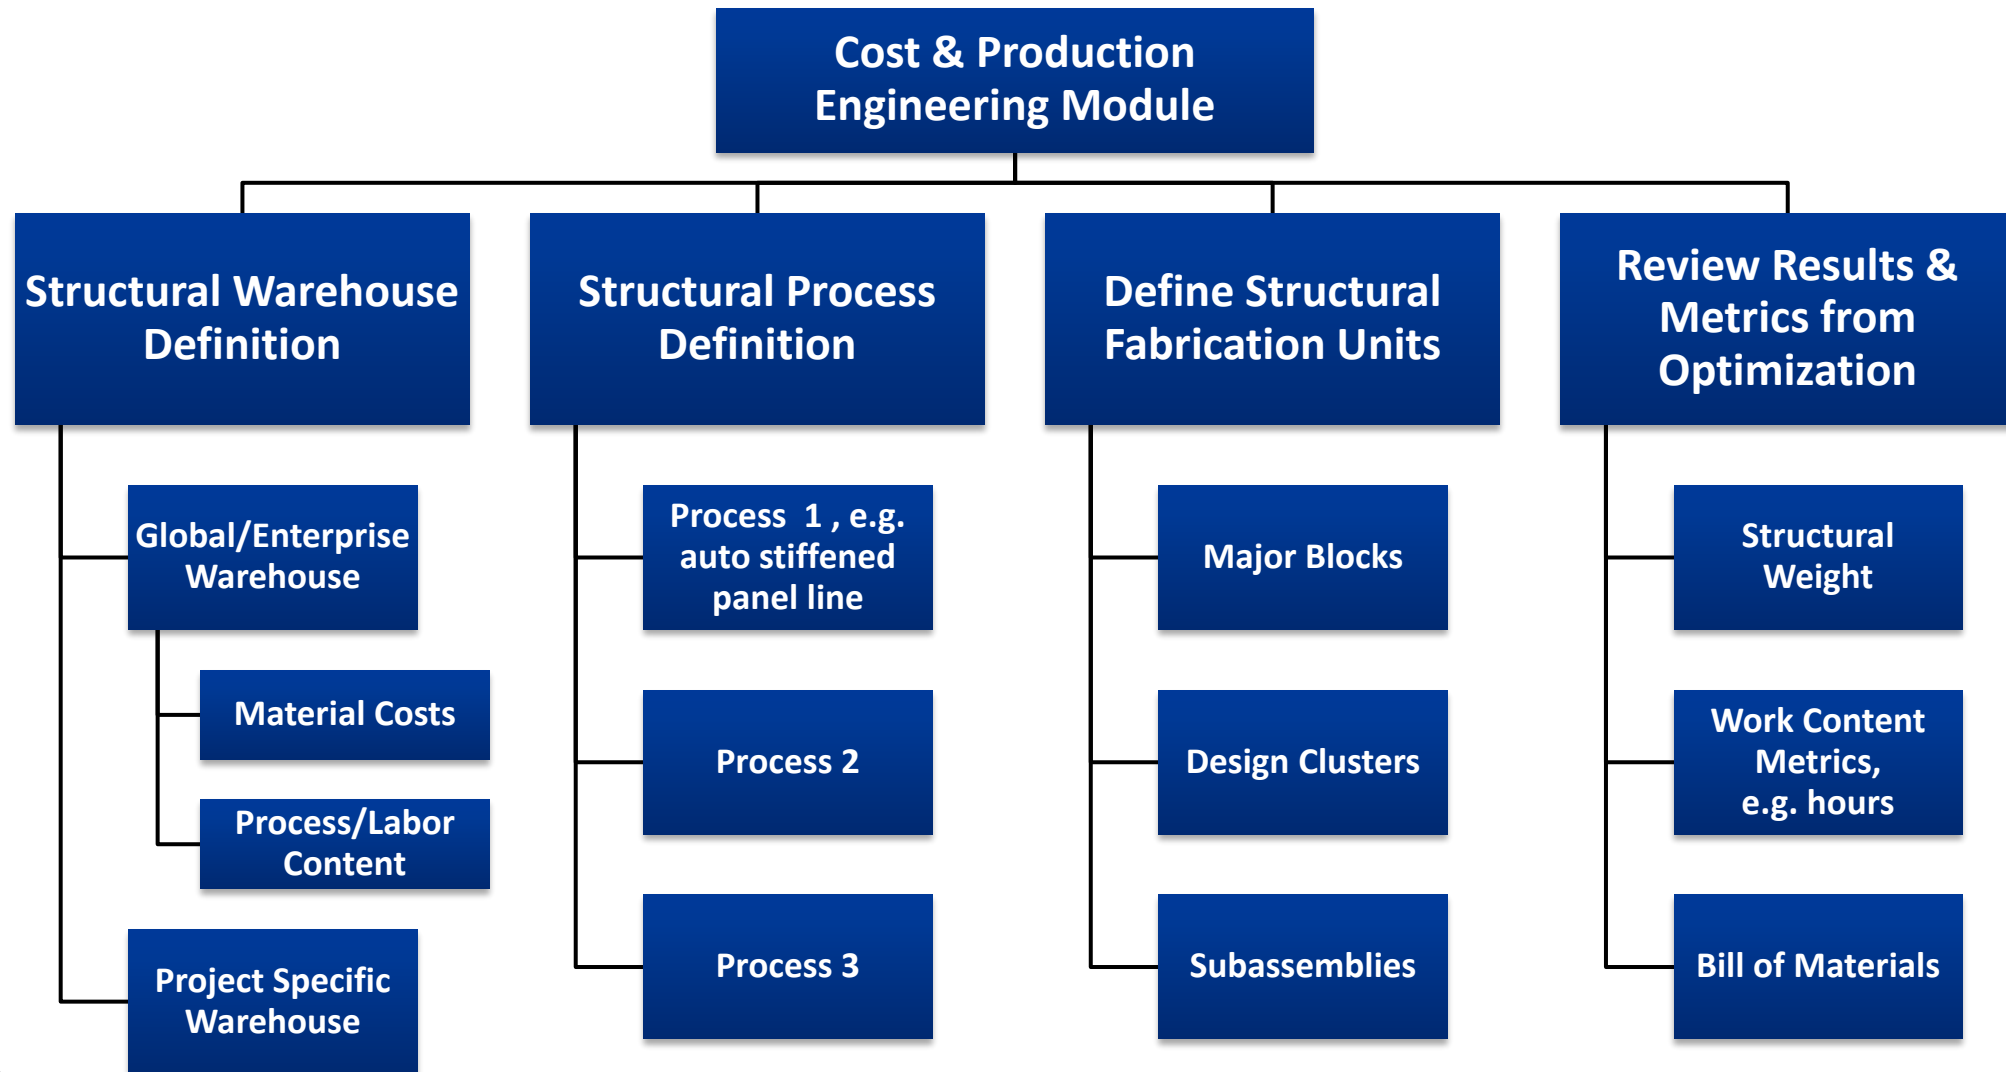 Cost & Production
Engineering Module
Structural Warehouse
Definition
Global/Enterprise
Warehouse
Material Costs
Process/Labor
Content
Project Specific
Warehouse
Structural Process
Definition
Process  1 , e.g.
auto stiffened
panel line
Process 2
Process 3
Define Structural
Fabrication Units
Major Blocks
Design Clusters
Subassemblies
Review Results &
Metrics from
Optimization
Structural
Weight
Work Content
Metrics,
e.g. hours
Bill of Materials